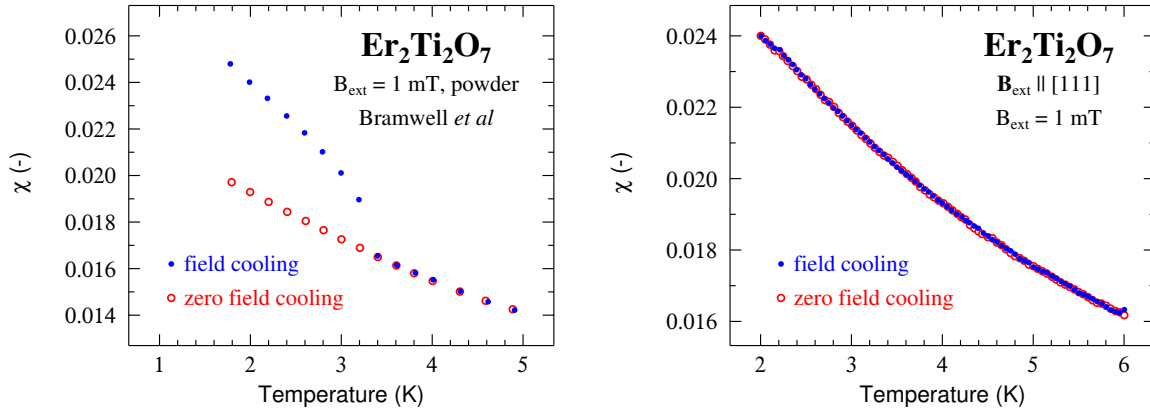 Er₂Ti₂O₇
B_ext = 1 mT, powder
Bramwell et al
field cooling
zero field cooling
χ (-)
0.026
0.024
0.022
0.020
0.018
0.016
0.014
1 2 3 4 5
Temperature (K)
Er₂Ti₂O₇
B_ext || [111]
B_ext = 1 mT
field cooling
zero field cooling
χ (-)
0.024
0.022
0.020
0.018
0.016
2 3 4 5 6
Temperature (K)